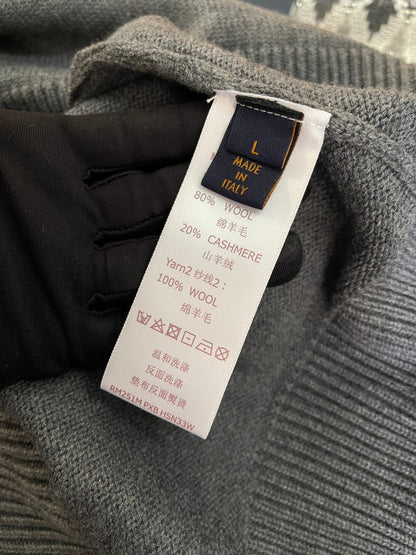 L
MADE
IN
ITALY
80% WOOL
绵羊毛
20% CASHMERE
山羊绒
Yarn2 纱线2：
100% WOOL
绵羊毛
温和洗涤
反面洗涤
垫布反面熨烫
RM251M PXB HSN33W